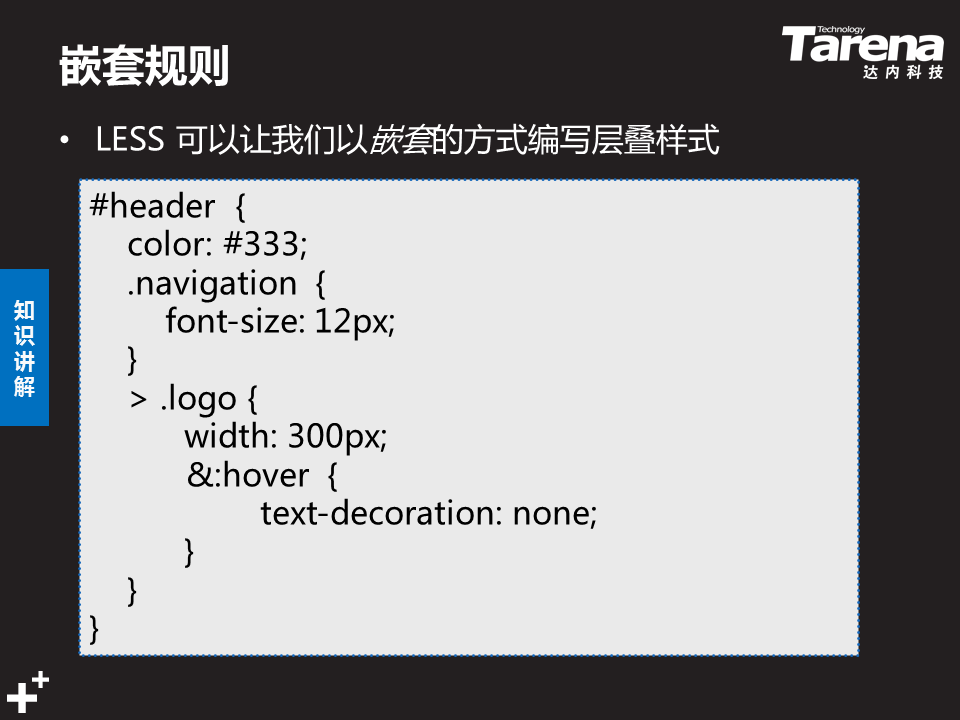 嵌套规则
Technology
Tarena
达内科技
• LESS 可以让我们以嵌套的方式编写层叠样式
#header {
color: #333;
.navigation {
font-size: 12px;
}
> .logo {
width: 300px;
&:hover {
text-decoration: none;
}
}
}
知识讲解